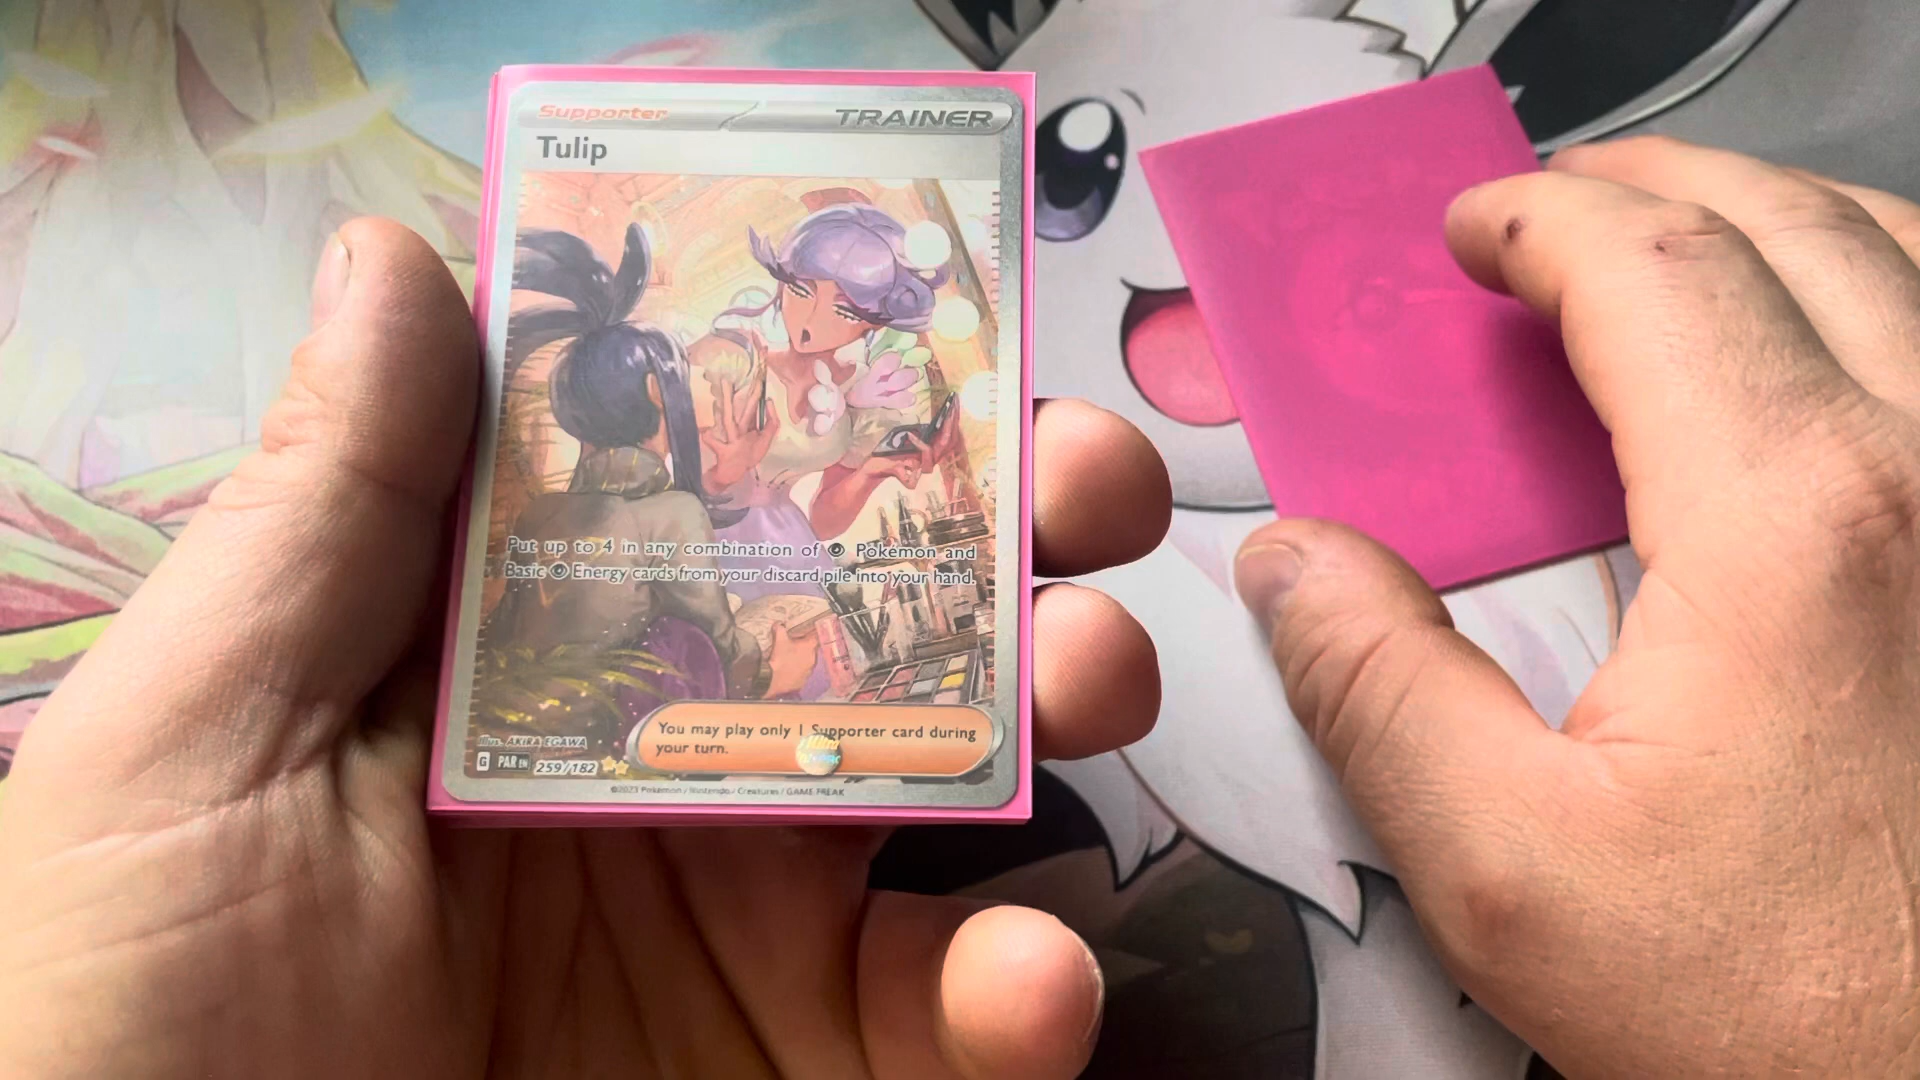 Supporter TRAINER
Tulip
Put up to 4 in any combination of Pokémon and
Basic Energy cards from your discard pile into your hand.
You may play only 1 Supporter card during
your turn.
Illus. AKIRA EGAWA
G PAR EN 259/182
©2023 Pokémon / Nintendo / Creatures / GAME FREAK